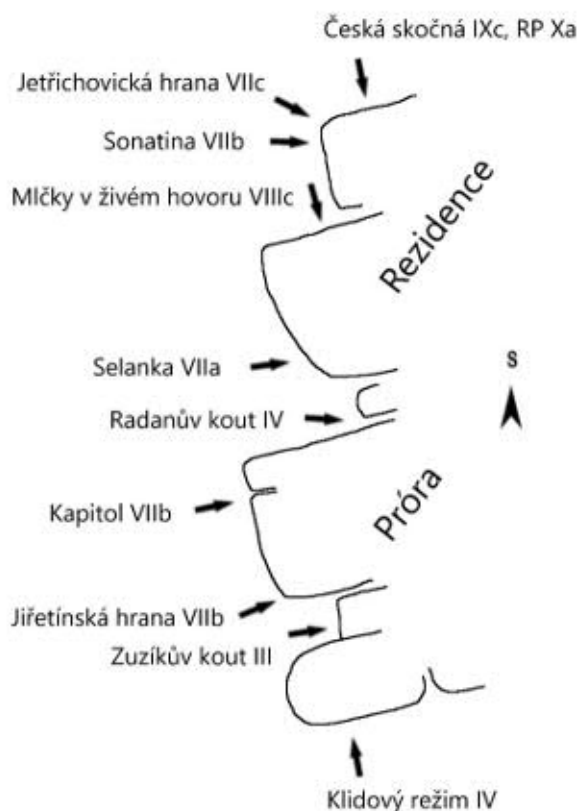 Česká skočná IXc, RP Xa
Jetřichovická hrana VIIc
Sonatina VIIb
Mlčky v živém hovoru VIIIc
Rezidence
Selanka VIIa
S
Radanův kout IV
Próra
Kapitol VIIb
Jiřetínská hrana VIIb
Zuzíkův kout III
Klidový režim IV